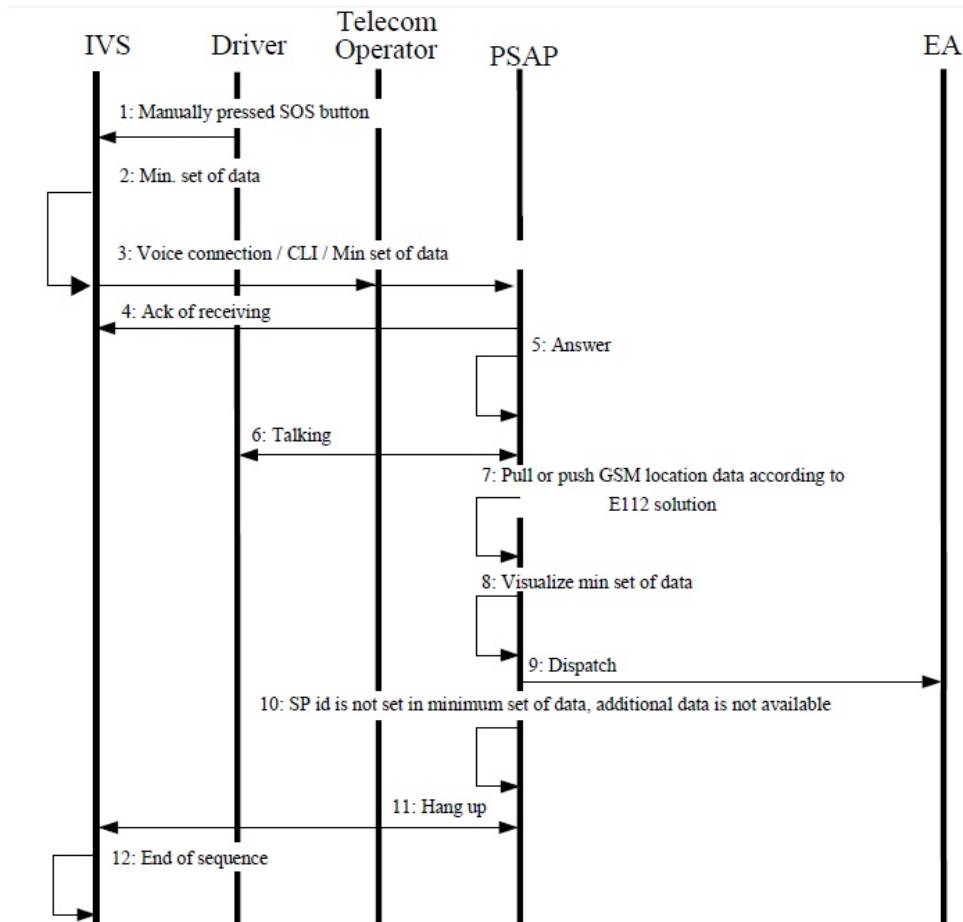 IVS
Driver
Telecom
Operator
PSAP
EA
1: Manually pressed SOS button
2: Min. set of data
3: Voice connection / CLI / Min set of data
4: Ack of receiving
5: Answer
6: Talking
7: Pull or push GSM location data according to
E112 solution
8: Visualize min set of data
9: Dispatch
10: SP id is not set in minimum set of data, additional data is not available
11: Hang up
12: End of sequence